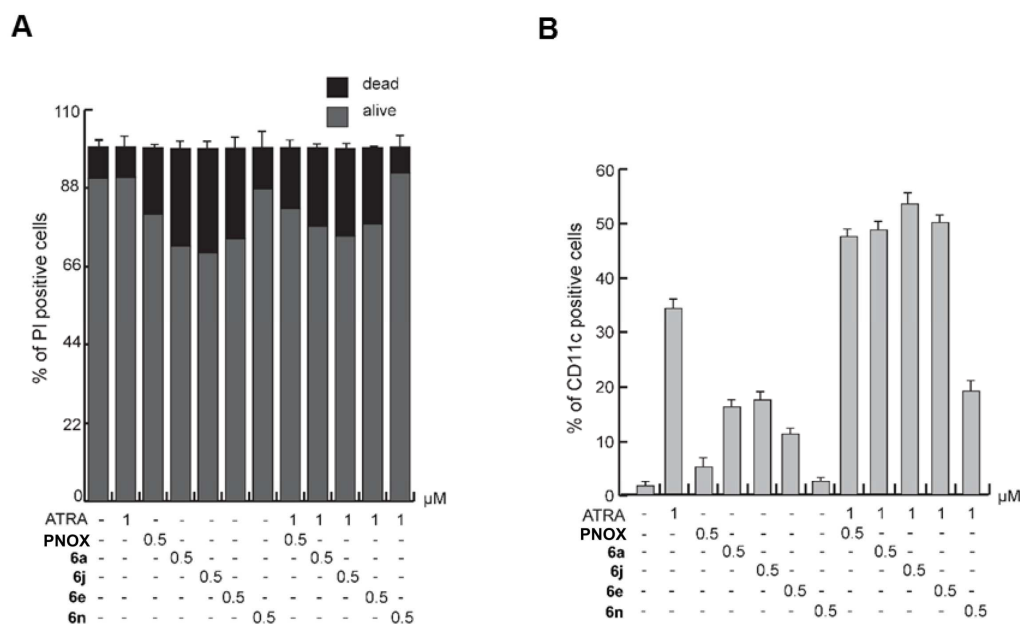 A
dead
alive
110
88
66
44
22
0
% of PI positive cells
µM
ATRA - 1 - - - - - 1 1 1 1 1
PNOX - - 0.5 - - - - 0.5 - - - -
6a - - - 0.5 - - - - 0.5 - - -
6j - - - - 0.5 - - - - 0.5 - -
6e - - - - - 0.5 - - - - 0.5 -
6n - - - - - - 0.5 - - - - 0.5
B
60
50
40
30
20
10
0
% of CD11c positive cells
µM
ATRA - 1 - - - - - 1 1 1 1 1
PNOX - - 0.5 - - - - 0.5 - - - -
6a - - - 0.5 - - - - 0.5 - - -
6j - - - - 0.5 - - - - 0.5 - -
6e - - - - - 0.5 - - - - 0.5 -
6n - - - - - - 0.5 - - - - 0.5